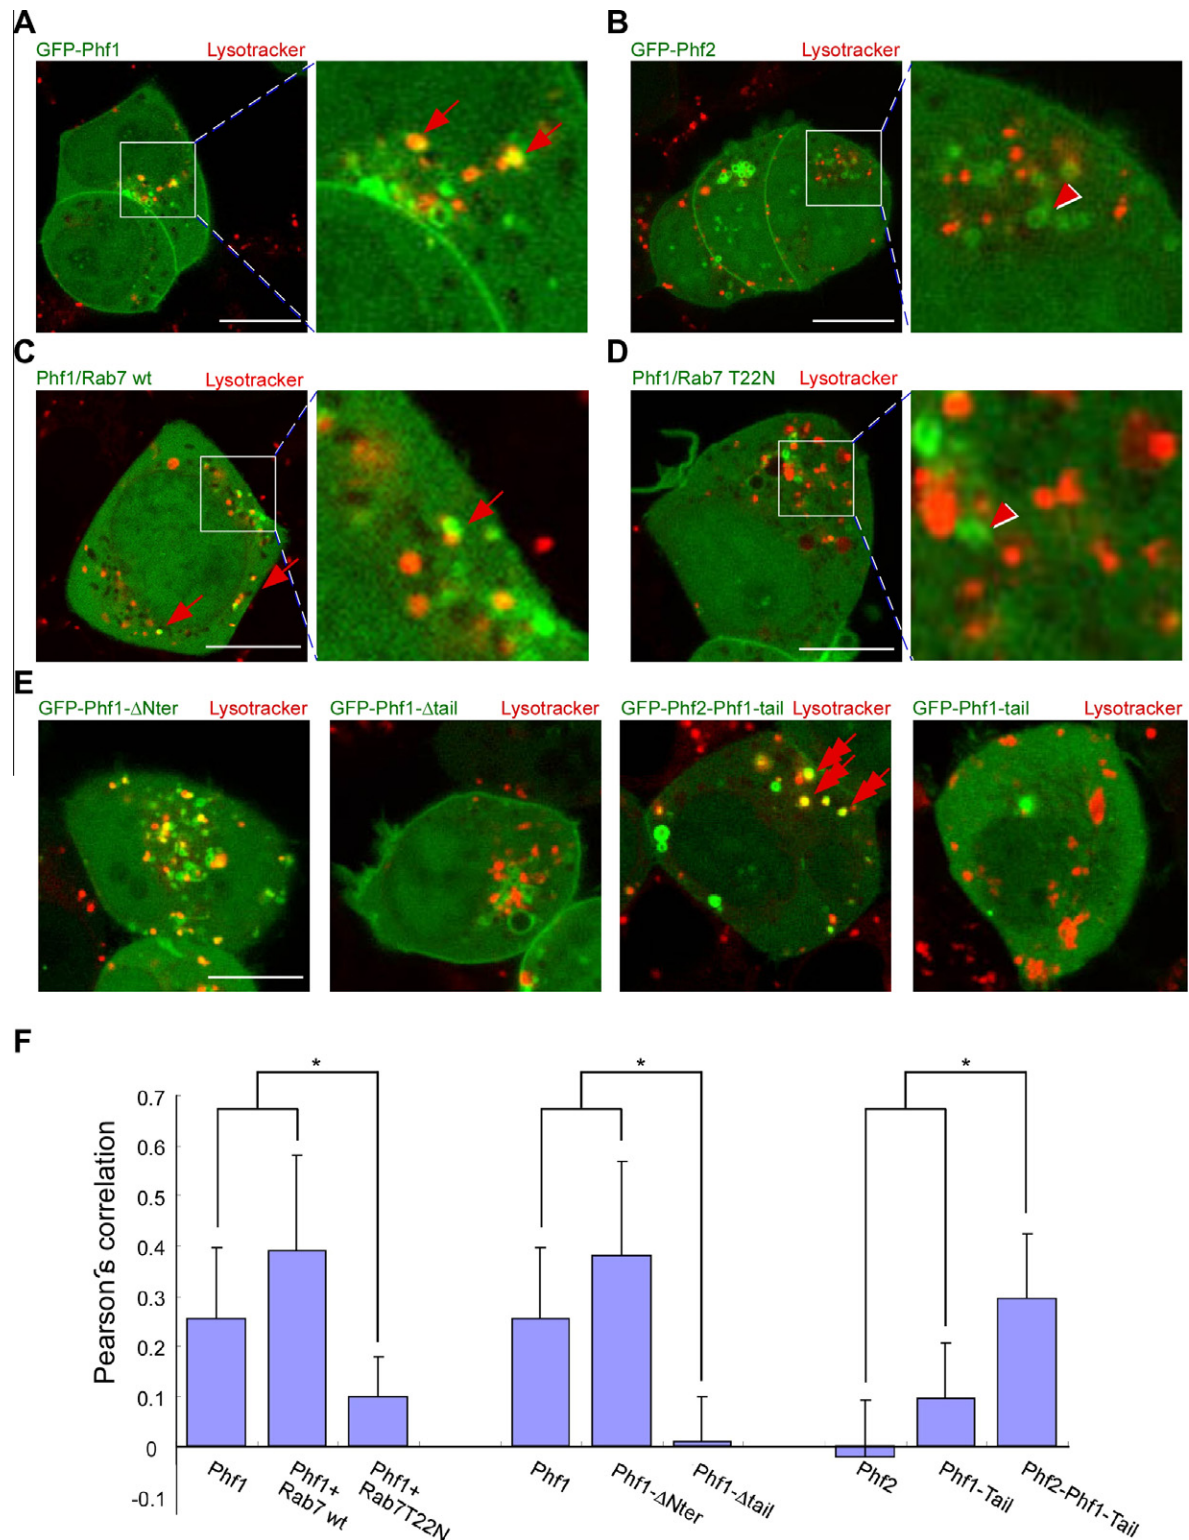 A
B
GFP-Phf1 Lysotracker
GFP-Phf2 Lysotracker
C
D
Phf1/Rab7 wt Lysotracker
Phf1/Rab7 T22N Lysotracker
E
GFP-Phf1-ΔNter Lysotracker
GFP-Phf1-Δtail Lysotracker
GFP-Phf2-Phf1-tail Lysotracker
GFP-Phf1-tail Lysotracker
F
* * *
Pearson's correlation
0.7
0.6
0.5
0.4
0.3
0.2
0.1
0
-0.1
Phf1
Phf1+
Rab7 wt
Phf1+
Rab7T22N
Phf1
Phf1-ΔNter
Phf1-Δtail
Phf2
Phf1-Tail
Phf2-Phf1-Tail